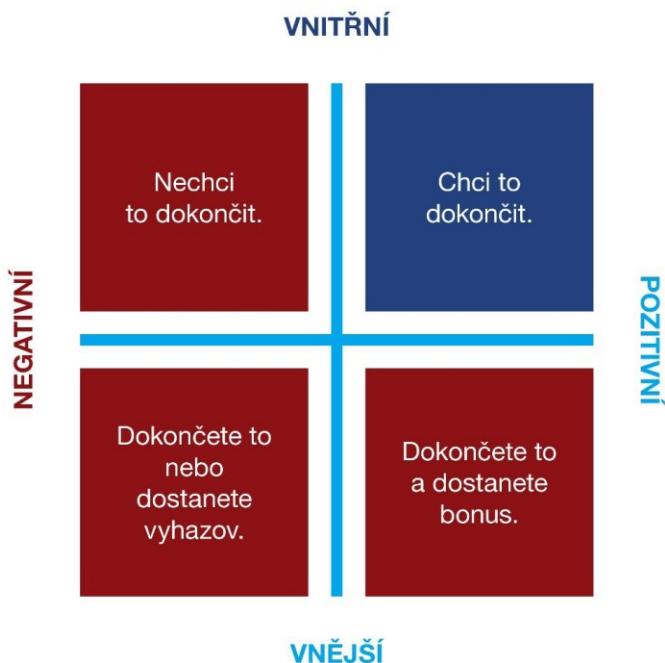 VNITŘNÍ
Nechci
to dokončit.
Chci to
dokončit.
NEGATIVNÍ
POZITIVNÍ
Dokončete to
nebo
dostanete
vyhazov.
Dokončete to
a dostanete
bonus.
VNĚJŠÍ